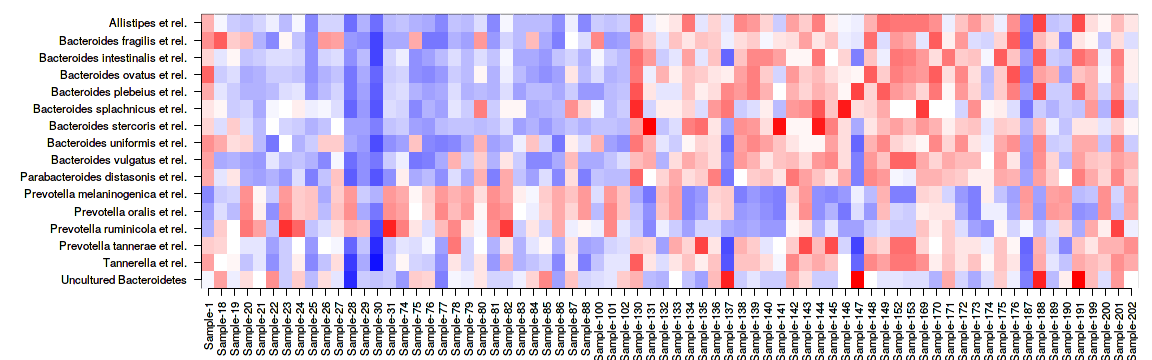 Allistipes et rel.
Bacteroides fragilis et rel.
Bacteroides intestinalis et rel.
Bacteroides ovatus et rel.
Bacteroides plebeius et rel.
Bacteroides splachnicus et rel.
Bacteroides stercoris et rel.
Bacteroides uniformis et rel.
Bacteroides vulgatus et rel.
Parabacteroides distasonis et rel.
Prevotella melaninogenica et rel.
Prevotella oralis et rel.
Prevotella ruminicola et rel.
Prevotella tannerae et rel.
Tannerella et rel.
Uncultured Bacteroidetes
Sample-1
Sample-18
Sample-19
Sample-20
Sample-21
Sample-22
Sample-23
Sample-24
Sample-25
Sample-26
Sample-27
Sample-28
Sample-29
Sample-30
Sample-31
Sample-74
Sample-75
Sample-76
Sample-77
Sample-78
Sample-79
Sample-80
Sample-81
Sample-82
Sample-83
Sample-84
Sample-85
Sample-86
Sample-87
Sample-88
Sample-100
Sample-101
Sample-102
Sample-130
Sample-131
Sample-132
Sample-133
Sample-134
Sample-135
Sample-136
Sample-137
Sample-138
Sample-139
Sample-140
Sample-141
Sample-142
Sample-143
Sample-144
Sample-145
Sample-146
Sample-147
Sample-148
Sample-149
Sample-152
Sample-153
Sample-169
Sample-170
Sample-171
Sample-172
Sample-173
Sample-174
Sample-175
Sample-176
Sample-187
Sample-188
Sample-189
Sample-190
Sample-191
Sample-199
Sample-200
Sample-201
Sample-202